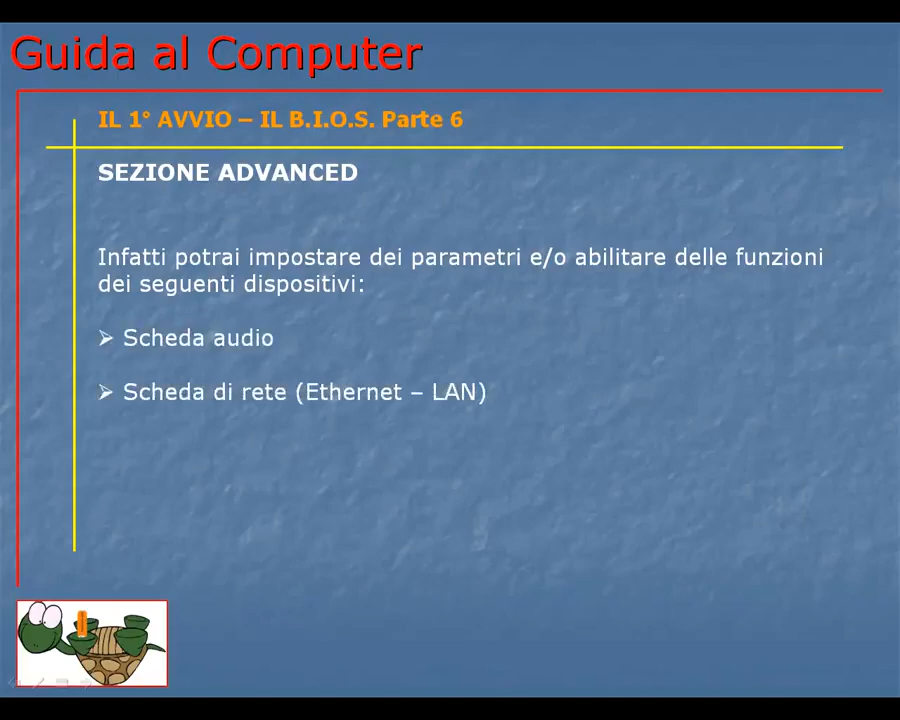 Guida al Computer
IL 1° AVVIO – IL B.I.O.S. Parte 6
SEZIONE ADVANCED
Infatti potrai impostare dei parametri e/o abilitare delle funzioni
dei seguenti dispositivi:
➢ Scheda audio
➢ Scheda di rete (Ethernet – LAN)